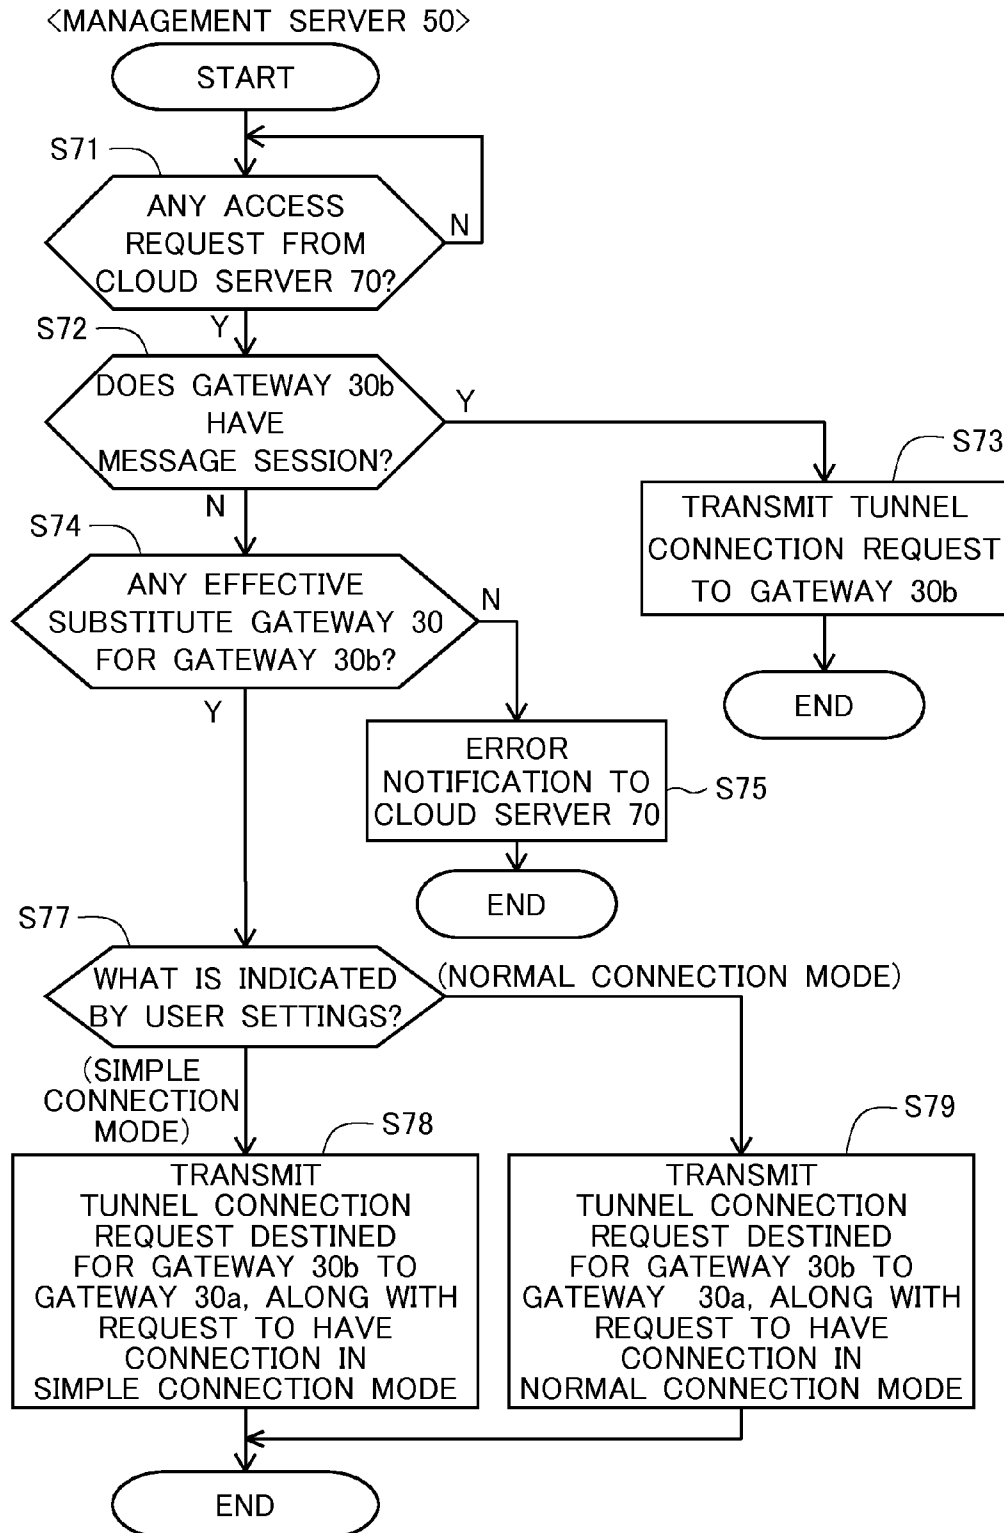 <MANAGEMENT SERVER 50>
START
S71
ANY ACCESS
REQUEST FROM
CLOUD SERVER 70?
N
Y
S72
DOES GATEWAY 30b
HAVE
MESSAGE SESSION?
Y
N
S73
TRANSMIT TUNNEL
CONNECTION REQUEST
TO GATEWAY 30b
END
S74
ANY EFFECTIVE
SUBSTITUTE GATEWAY 30
FOR GATEWAY 30b?
N
Y
ERROR
NOTIFICATION TO
CLOUD SERVER 70
S75
END
S77
WHAT IS INDICATED
BY USER SETTINGS?
(NORMAL CONNECTION MODE)
(SIMPLE
CONNECTION
MODE)
S78
TRANSMIT
TUNNEL CONNECTION
REQUEST DESTINED
FOR GATEWAY 30b TO
GATEWAY 30a, ALONG WITH
REQUEST TO HAVE
CONNECTION IN
SIMPLE CONNECTION MODE
S79
TRANSMIT
TUNNEL CONNECTION
REQUEST DESTINED
FOR GATEWAY 30b TO
GATEWAY 30a, ALONG WITH
REQUEST TO HAVE
CONNECTION IN
NORMAL CONNECTION MODE
END